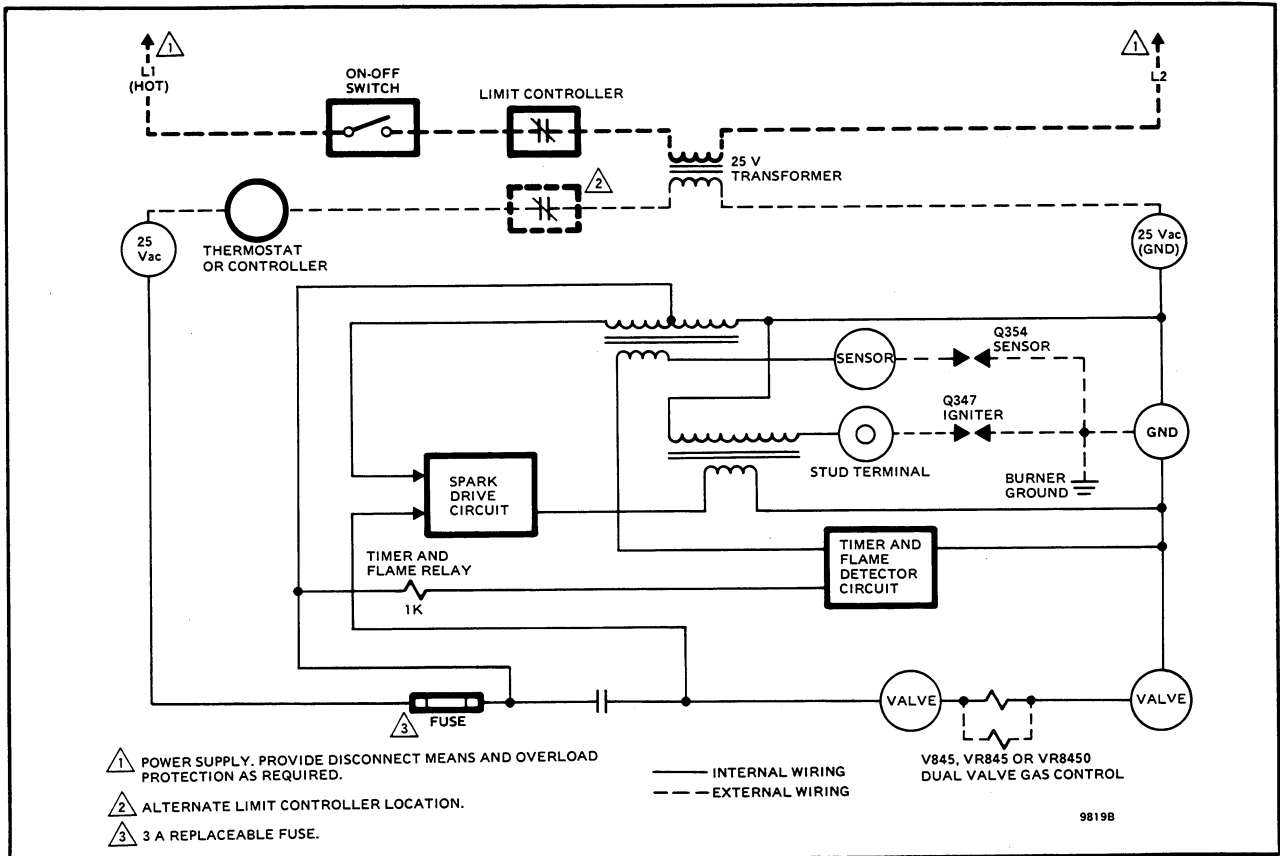 1
L1
(HOT)
ON-OFF
SWITCH
LIMIT CONTROLLER
1
L2
25 V
TRANSFORMER
2
25
Vac
THERMOSTAT
OR CONTROLLER
25 Vac
(GND)
SENSOR
Q354
SENSOR
Q347
IGNITER
GND
STUD TERMINAL
BURNER
GROUND
SPARK
DRIVE
CIRCUIT
TIMER AND
FLAME RELAY
1K
TIMER AND
FLAME
DETECTOR
CIRCUIT
3
FUSE
VALVE
VALVE
V845, VR845 OR VR8450
DUAL VALVE GAS CONTROL
1 POWER SUPPLY. PROVIDE DISCONNECT MEANS AND OVERLOAD
PROTECTION AS REQUIRED.
2 ALTERNATE LIMIT CONTROLLER LOCATION.
3 3 A REPLACEABLE FUSE.
INTERNAL WIRING
EXTERNAL WIRING
9819B